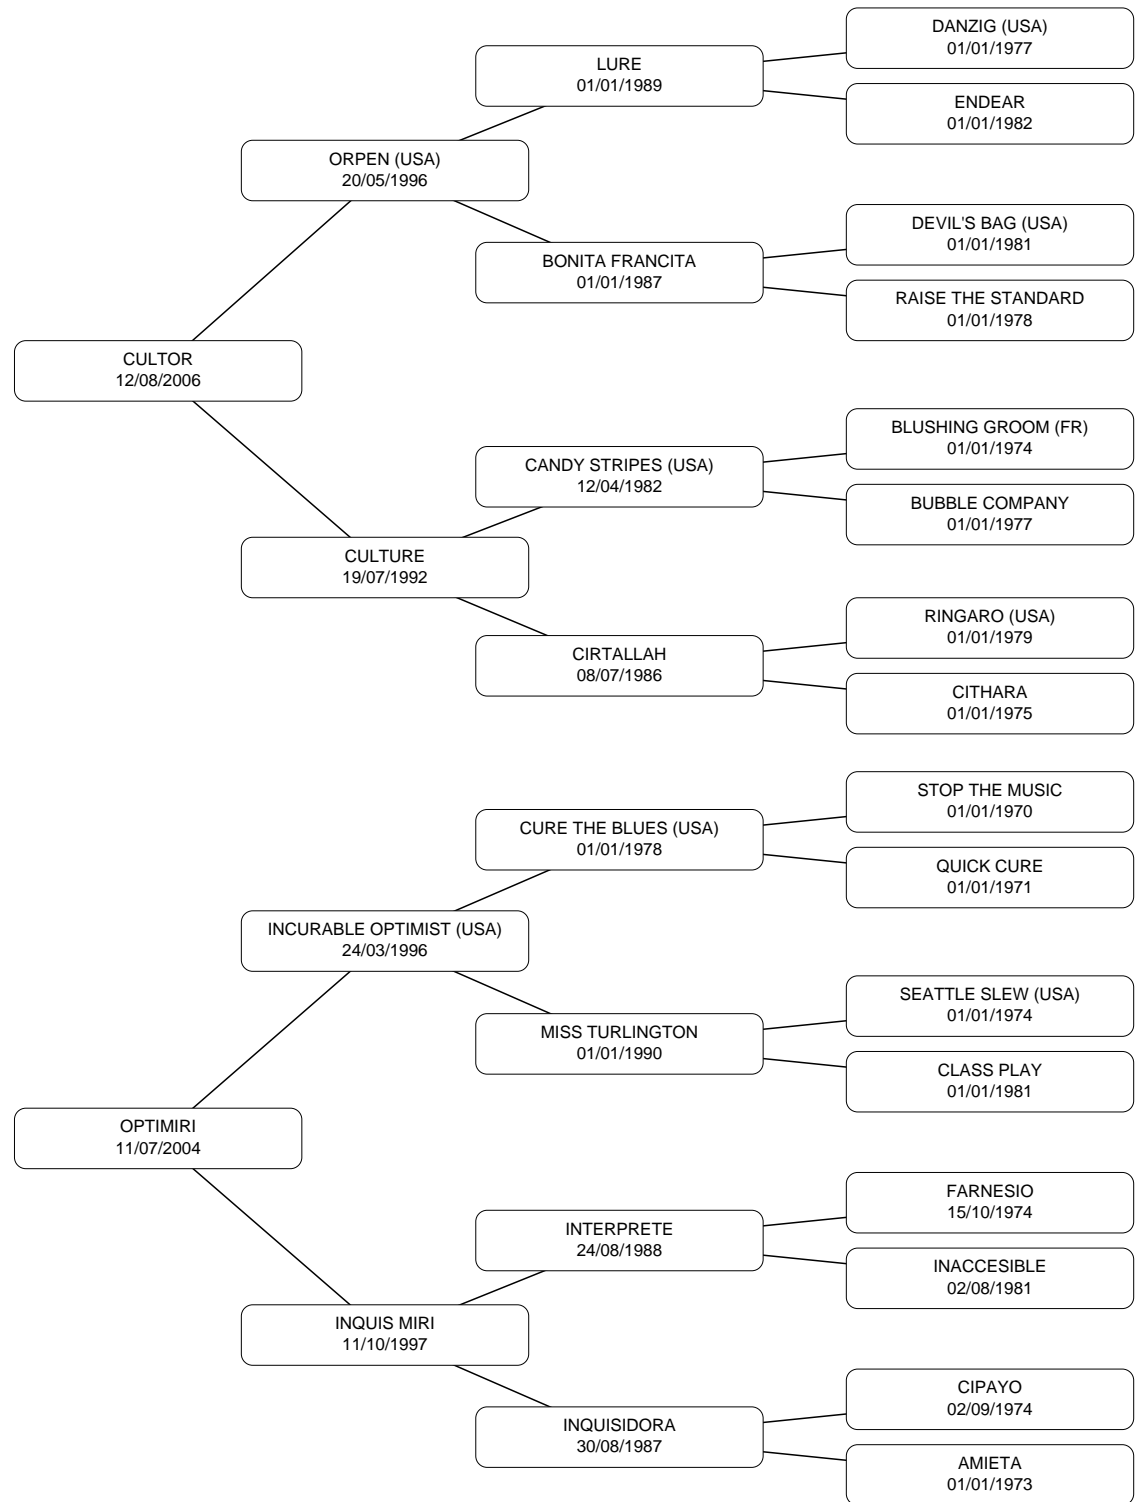 DANZIG (USA)
01/01/1977
LURE
01/01/1989
ENDEAR
01/01/1982
ORPEN (USA)
20/05/1996
DEVIL'S BAG (USA)
01/01/1981
BONITA FRANCITA
01/01/1987
RAISE THE STANDARD
01/01/1978
CULTOR
12/08/2006
BLUSHING GROOM (FR)
01/01/1974
CANDY STRIPES (USA)
12/04/1982
BUBBLE COMPANY
01/01/1977
CULTURE
19/07/1992
RINGARO (USA)
01/01/1979
CIRTALLAH
08/07/1986
CITHARA
01/01/1975
STOP THE MUSIC
01/01/1970
CURE THE BLUES (USA)
01/01/1978
QUICK CURE
01/01/1971
INCURABLE OPTIMIST (USA)
24/03/1996
SEATTLE SLEW (USA)
01/01/1974
MISS TURLINGTON
01/01/1990
CLASS PLAY
01/01/1981
OPTIMIRI
11/07/2004
FARNESIO
15/10/1974
INTERPRETE
24/08/1988
INACCESIBLE
02/08/1981
INQUIS MIRI
11/10/1997
CIPAYO
02/09/1974
INQUISIDORA
30/08/1987
AMIETA
01/01/1973